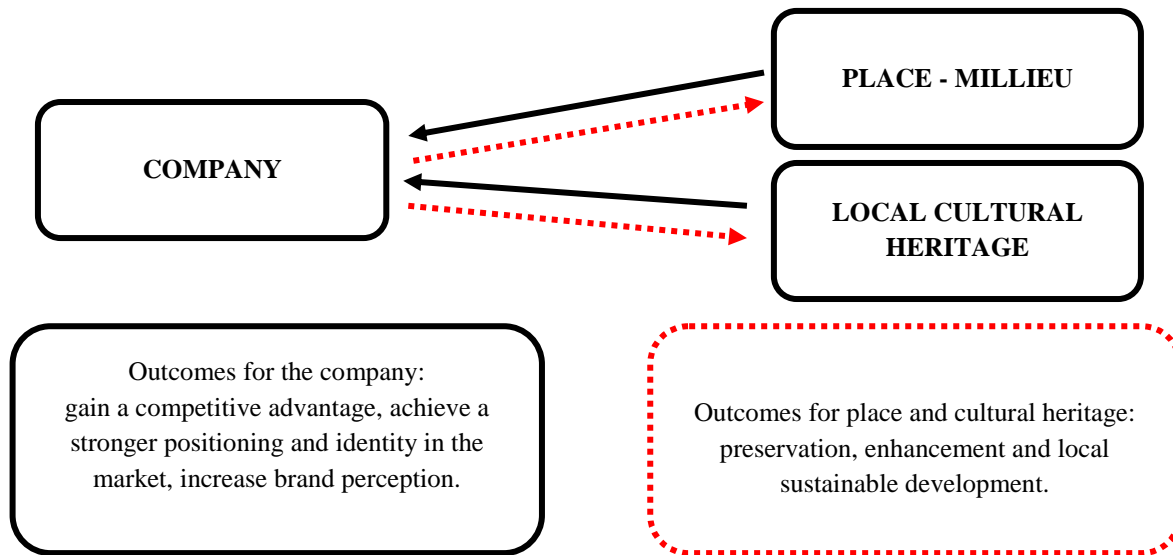 PLACE - MILLIEU
COMPANY
LOCAL CULTURAL
HERITAGE
Outcomes for the company:
gain a competitive advantage, achieve a
stronger positioning and identity in the
market, increase brand perception.
Outcomes for place and cultural heritage:
preservation, enhancement and local
sustainable development.